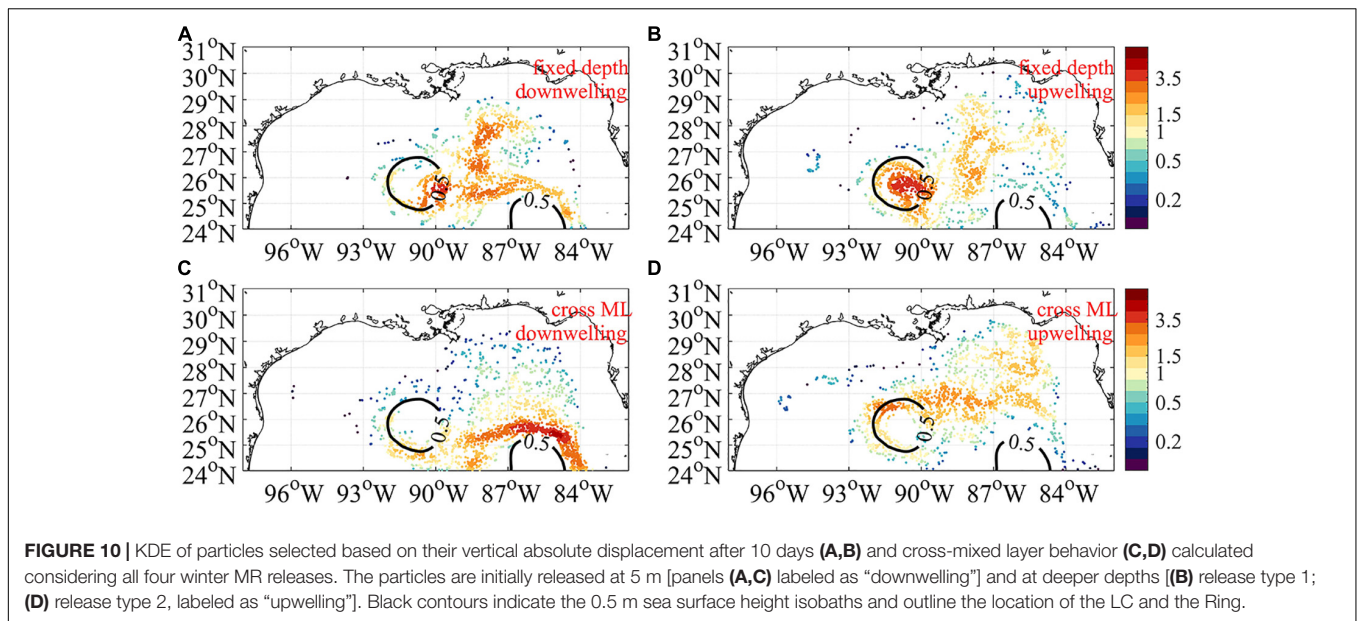 A
B
31°N
30°N
29°N
28°N
27°N
26°N
25°N
24°N
96°W 93°W 90°W 87°W 84°W
fixed depth
downwelling
0.5
0.5
31°N
30°N
29°N
28°N
27°N
26°N
25°N
24°N
96°W 93°W 90°W 87°W 84°W
fixed depth
upwelling
0.5
0.5
3.5
1.5
1
0.5
0.2
C
D
31°N
30°N
29°N
28°N
27°N
26°N
25°N
24°N
96°W 93°W 90°W 87°W 84°W
cross ML
downwelling
0.5
0.5
31°N
30°N
29°N
28°N
27°N
26°N
25°N
24°N
96°W 93°W 90°W 87°W 84°W
cross ML
upwelling
0.5
0.5
3.5
1.5
1
0.5
0.2
FIGURE 10 | KDE of particles selected based on their vertical absolute displacement after 10 days (A,B) and cross-mixed layer behavior (C,D) calculated
considering all four winter MR releases. The particles are initially released at 5 m [panels (A,C) labeled as “downwelling”] and at deeper depths [(B) release type 1;
(D) release type 2, labeled as “upwelling”]. Black contours indicate the 0.5 m sea surface height isobaths and outline the location of the LC and the Ring.